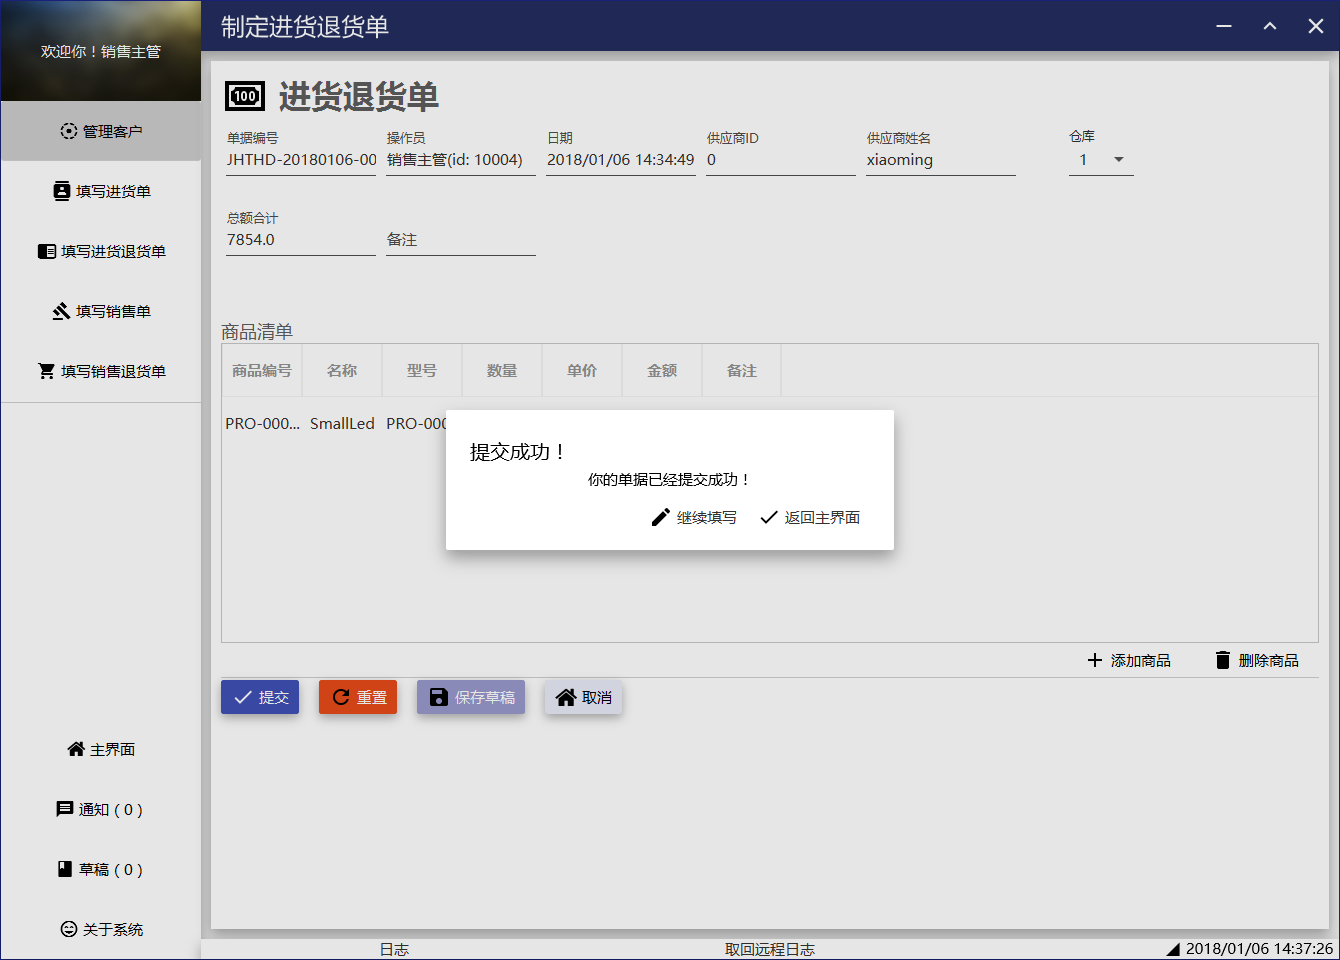 欢迎你！销售主管
制定进货退货单
管理客户
填写进货单
填写进货退货单
填写销售单
填写销售退货单
主界面
通知 ( 0 )
草稿 ( 0 )
关于系统
100 进货退货单
单据编号 操作员 日期 供应商ID 供应商姓名 仓库
JHTHD-20180106-00 销售主管(id: 10004) 2018/01/06 14:34:49 0 xiaoming 1
总额合计
7854.0 备注
商品清单
商品编号 名称 型号 数量 单价 金额 备注
PRO-000... SmallLed PRO-000
提交成功！
你的单据已经提交成功！
继续填写 返回主界面
添加商品 删除商品
提交 重置 保存草稿 取消
日志 取回远程日志 2018/01/06 14:37:26